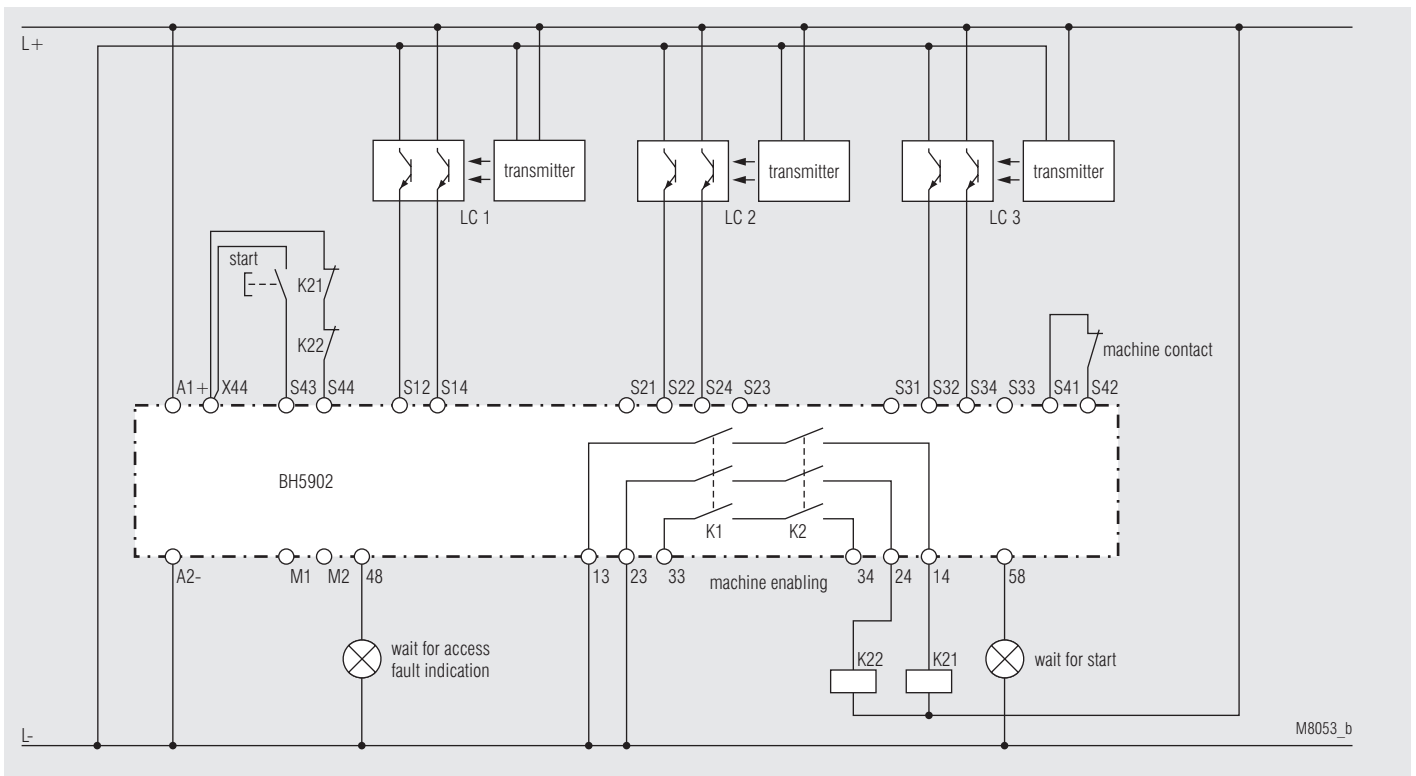 L+
transmitter
transmitter
transmitter
LC 1
LC 2
LC 3
start
K21
K22
machine contact
A1+
X44
S43
S44
S12
S14
S21
S22
S24
S23
S31
S32
S34
S33
S41
S42
BH5902
K1
K2
A2-
M1
M2
48
13
23
33
machine enabling
34
24
14
58
wait for access
fault indication
K22
K21
wait for start
L-
M8053_b